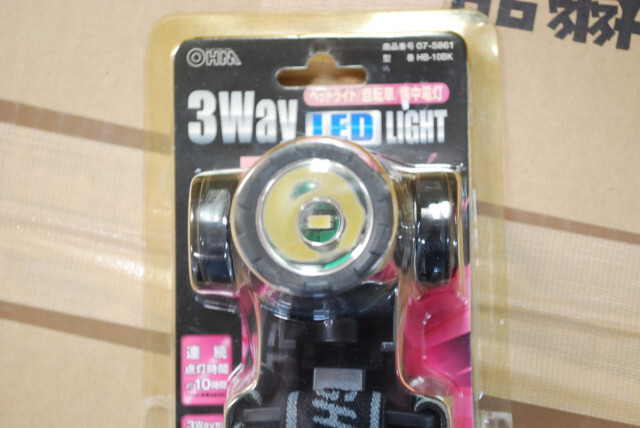 OHM
商品番号 07-5861
型 番 HB-10BK
ヘッドライト/自転車/懐中電灯
3Way LED LIGHT
連続
点灯時間
約10時間
3Way